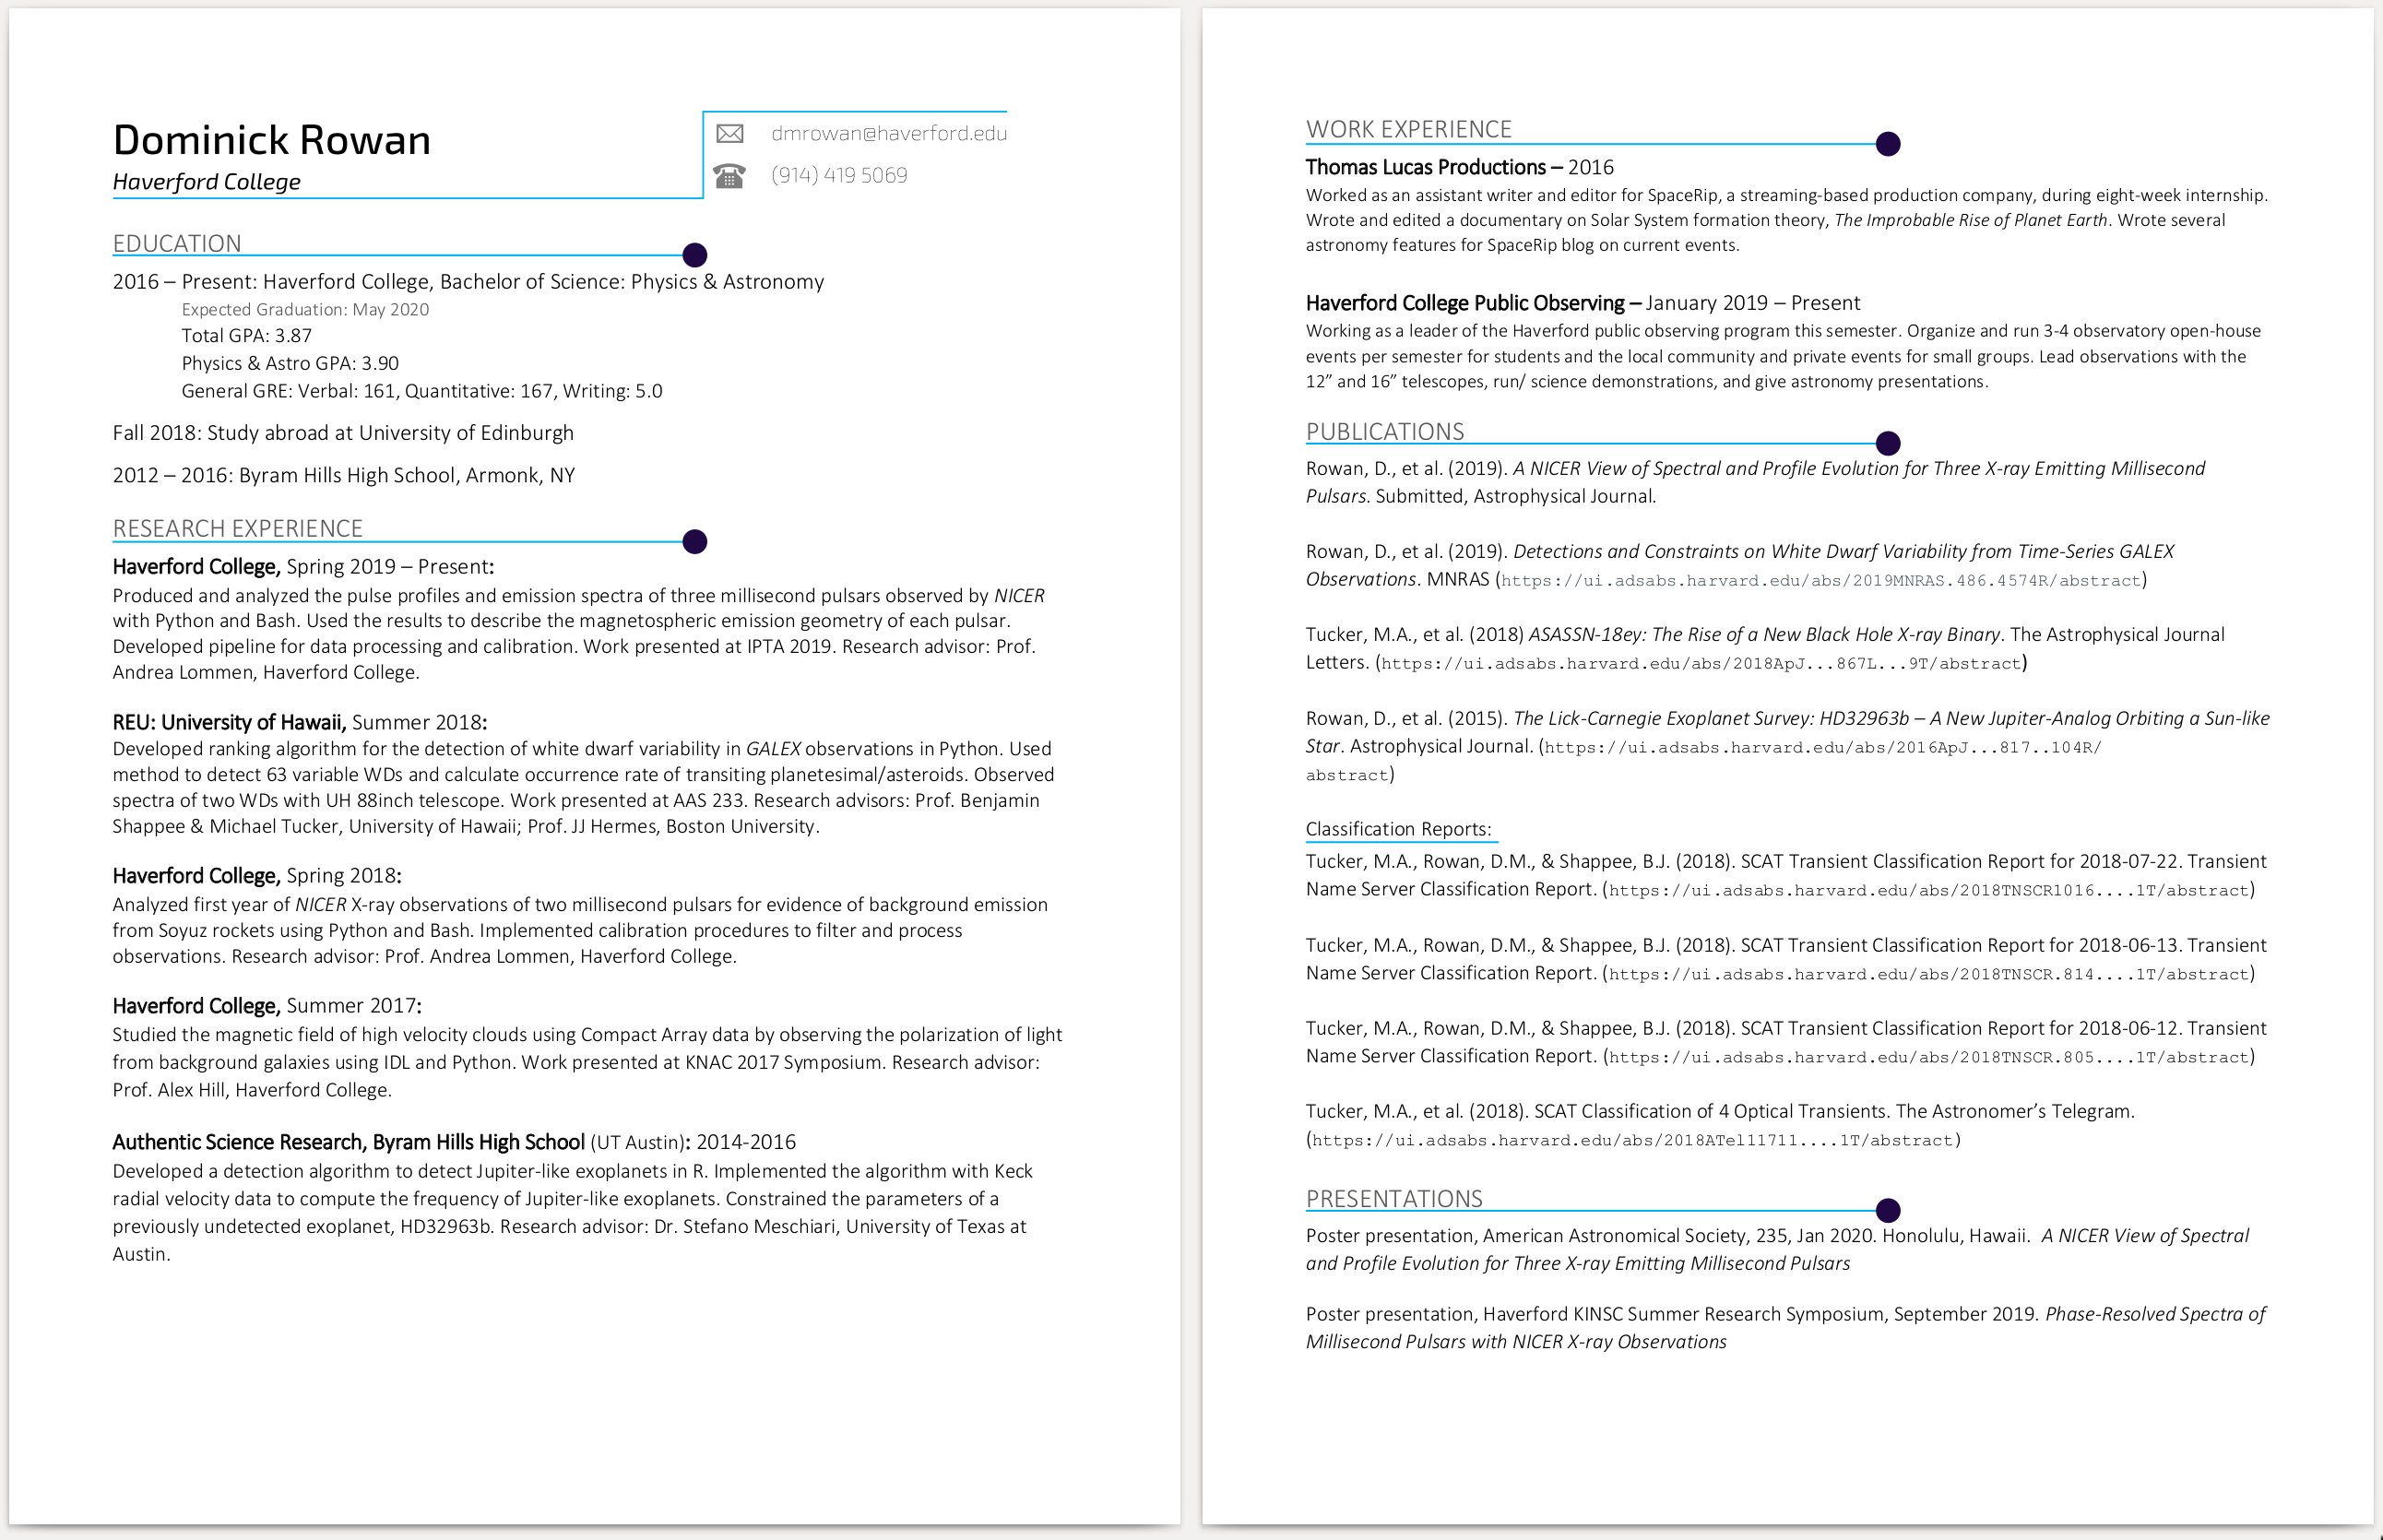 Dominick Rowan
Haverford College
dmrowan@haverford.edu
(914) 419 5069
EDUCATION
2016 – Present: Haverford College, Bachelor of Science: Physics & Astronomy
Expected Graduation: May 2020
Total GPA: 3.87
Physics & Astro GPA: 3.90
General GRE: Verbal: 161, Quantitative: 167, Writing: 5.0
Fall 2018: Study abroad at University of Edinburgh
2012 – 2016: Byram Hills High School, Armonk, NY
RESEARCH EXPERIENCE
Haverford College, Spring 2019 – Present:
Produced and analyzed the pulse profiles and emission spectra of three millisecond pulsars observed by NICER
with Python and Bash. Used the results to describe the magnetospheric emission geometry of each pulsar.
Developed pipeline for data processing and calibration. Work presented at IPTA 2019. Research advisor: Prof.
Andrea Lommen, Haverford College.
REU: University of Hawaii, Summer 2018:
Developed ranking algorithm for the detection of white dwarf variability in GALEX observations in Python. Used
method to detect 63 variable WDs and calculate occurrence rate of transiting planetesimal/asteroids. Observed
spectra of two WDs with UH 88inch telescope. Work presented at AAS 233. Research advisors: Prof. Benjamin
Shappee & Michael Tucker, University of Hawaii; Prof. JJ Hermes, Boston University.
Haverford College, Spring 2018:
Analyzed first year of NICER X-ray observations of two millisecond pulsars for evidence of background emission
from Soyuz rockets using Python and Bash. Implemented calibration procedures to filter and process
observations. Research advisor: Prof. Andrea Lommen, Haverford College.
Haverford College, Summer 2017:
Studied the magnetic field of high velocity clouds using Compact Array data by observing the polarization of light
from background galaxies using IDL and Python. Work presented at KNAC 2017 Symposium. Research advisor:
Prof. Alex Hill, Haverford College.
Authentic Science Research, Byram Hills High School (UT Austin): 2014-2016
Developed a detection algorithm to detect Jupiter-like exoplanets in R. Implemented the algorithm with Keck
radial velocity data to compute the frequency of Jupiter-like exoplanets. Constrained the parameters of a
previously undetected exoplanet, HD32963b. Research advisor: Dr. Stefano Meschiari, University of Texas at
Austin.
WORK EXPERIENCE
Thomas Lucas Productions – 2016
Worked as an assistant writer and editor for SpaceRip, a streaming-based production company, during eight-week internship.
Wrote and edited a documentary on Solar System formation theory, The Improbable Rise of Planet Earth. Wrote several
astronomy features for SpaceRip blog on current events.
Haverford College Public Observing – January 2019 – Present
Working as a leader of the Haverford public observing program this semester. Organize and run 3-4 observatory open-house
events per semester for students and the local community and private events for small groups. Lead observations with the
12” and 16” telescopes, run/ science demonstrations, and give astronomy presentations.
PUBLICATIONS
Rowan, D., et al. (2019). A NICER View of Spectral and Profile Evolution for Three X-ray Emitting Millisecond
Pulsars. Submitted, Astrophysical Journal.
Rowan, D., et al. (2019). Detections and Constraints on White Dwarf Variability from Time-Series GALEX
Observations. MNRAS (https://ui.adsabs.harvard.edu/abs/2019MNRAS.486.4574R/abstract)
Tucker, M.A., et al. (2018) ASASSN-18ey: The Rise of a New Black Hole X-ray Binary. The Astrophysical Journal
Letters. (https://ui.adsabs.harvard.edu/abs/2018ApJ...867L...9T/abstract)
Rowan, D., et al. (2015). The Lick-Carnegie Exoplanet Survey: HD32963b – A New Jupiter-Analog Orbiting a Sun-like
Star. Astrophysical Journal. (https://ui.adsabs.harvard.edu/abs/2016ApJ...817..104R/
abstract)
Classification Reports:
Tucker, M.A., Rowan, D.M., & Shappee, B.J. (2018). SCAT Transient Classification Report for 2018-07-22. Transient
Name Server Classification Report. (https://ui.adsabs.harvard.edu/abs/2018TNSCR1016....1T/abstract)
Tucker, M.A., Rowan, D.M., & Shappee, B.J. (2018). SCAT Transient Classification Report for 2018-06-13. Transient
Name Server Classification Report. (https://ui.adsabs.harvard.edu/abs/2018TNSCR.814....1T/abstract)
Tucker, M.A., Rowan, D.M., & Shappee, B.J. (2018). SCAT Transient Classification Report for 2018-06-12. Transient
Name Server Classification Report. (https://ui.adsabs.harvard.edu/abs/2018TNSCR.805....1T/abstract)
Tucker, M.A., et al. (2018). SCAT Classification of 4 Optical Transients. The Astronomer’s Telegram.
(https://ui.adsabs.harvard.edu/abs/2018ATel11711....1T/abstract)
PRESENTATIONS
Poster presentation, American Astronomical Society, 235, Jan 2020. Honolulu, Hawaii. A NICER View of Spectral
and Profile Evolution for Three X-ray Emitting Millisecond Pulsars
Poster presentation, Haverford KINSC Summer Research Symposium, September 2019. Phase-Resolved Spectra of
Millisecond Pulsars with NICER X-ray Observations